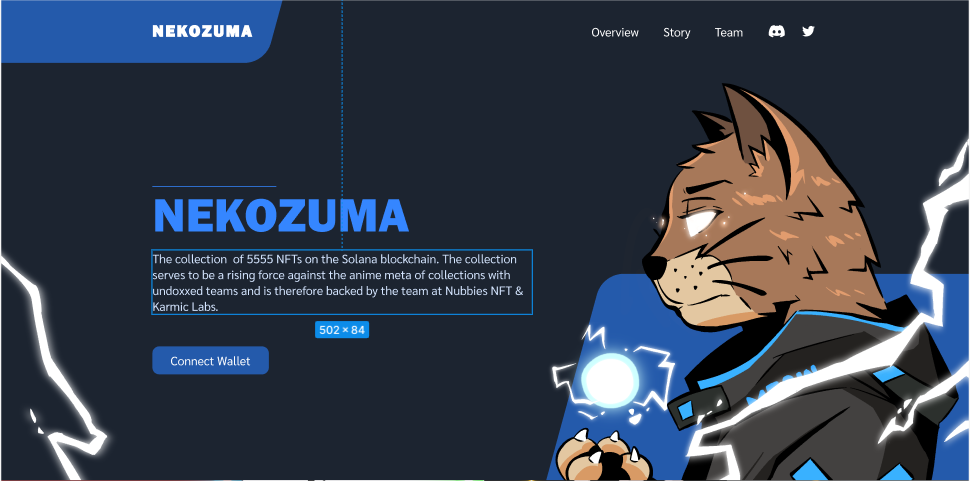 NEKOZUMA
Overview Story Team
NEKOZUMA
The collection  of 5555 NFTs on the Solana blockchain. The collection
serves to be a rising force against the anime meta of collections with
undoxxed teams and is therefore backed by the team at Nubbies NFT &
Karmic Labs.
502 × 84
Connect Wallet